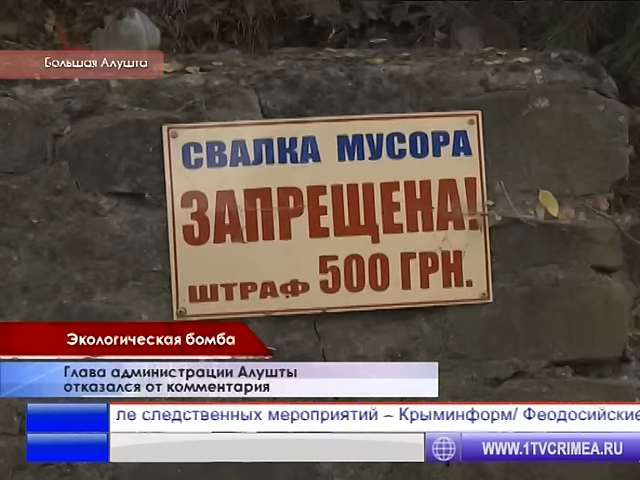 Большая Алушта
СВАЛКА МУСОРА
ЗАПРЕЩЕНА!
ШТРАФ 500 ГРН.
Экологическая бомба
Глава администрации Алушты
отказался от комментария
ле следственных мероприятий – Крыминформ/ Феодосийские
WWW.1TVCRIMEA.RU